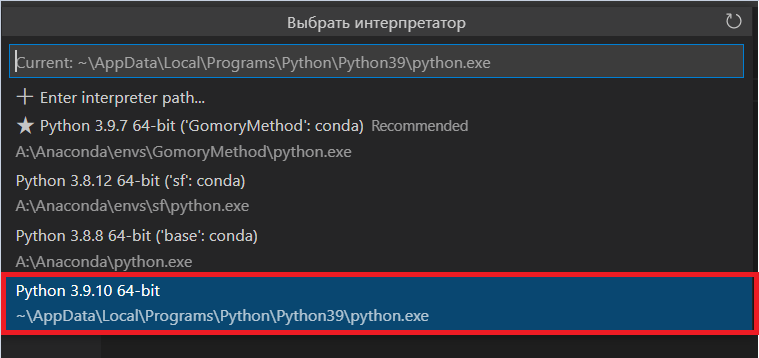 Выбрать интерпретатор
Current: ~\AppData\Local\Programs\Python\Python39\python.exe
Enter interpreter path...
Python 3.9.7 64-bit ('GomoryMethod': conda) Recommended
A:\Anaconda\envs\GomoryMethod\python.exe
Python 3.8.12 64-bit ('sf': conda)
A:\Anaconda\envs\sf\python.exe
Python 3.8.8 64-bit ('base': conda)
A:\Anaconda\python.exe
Python 3.9.10 64-bit
~\AppData\Local\Programs\Python\Python39\python.exe